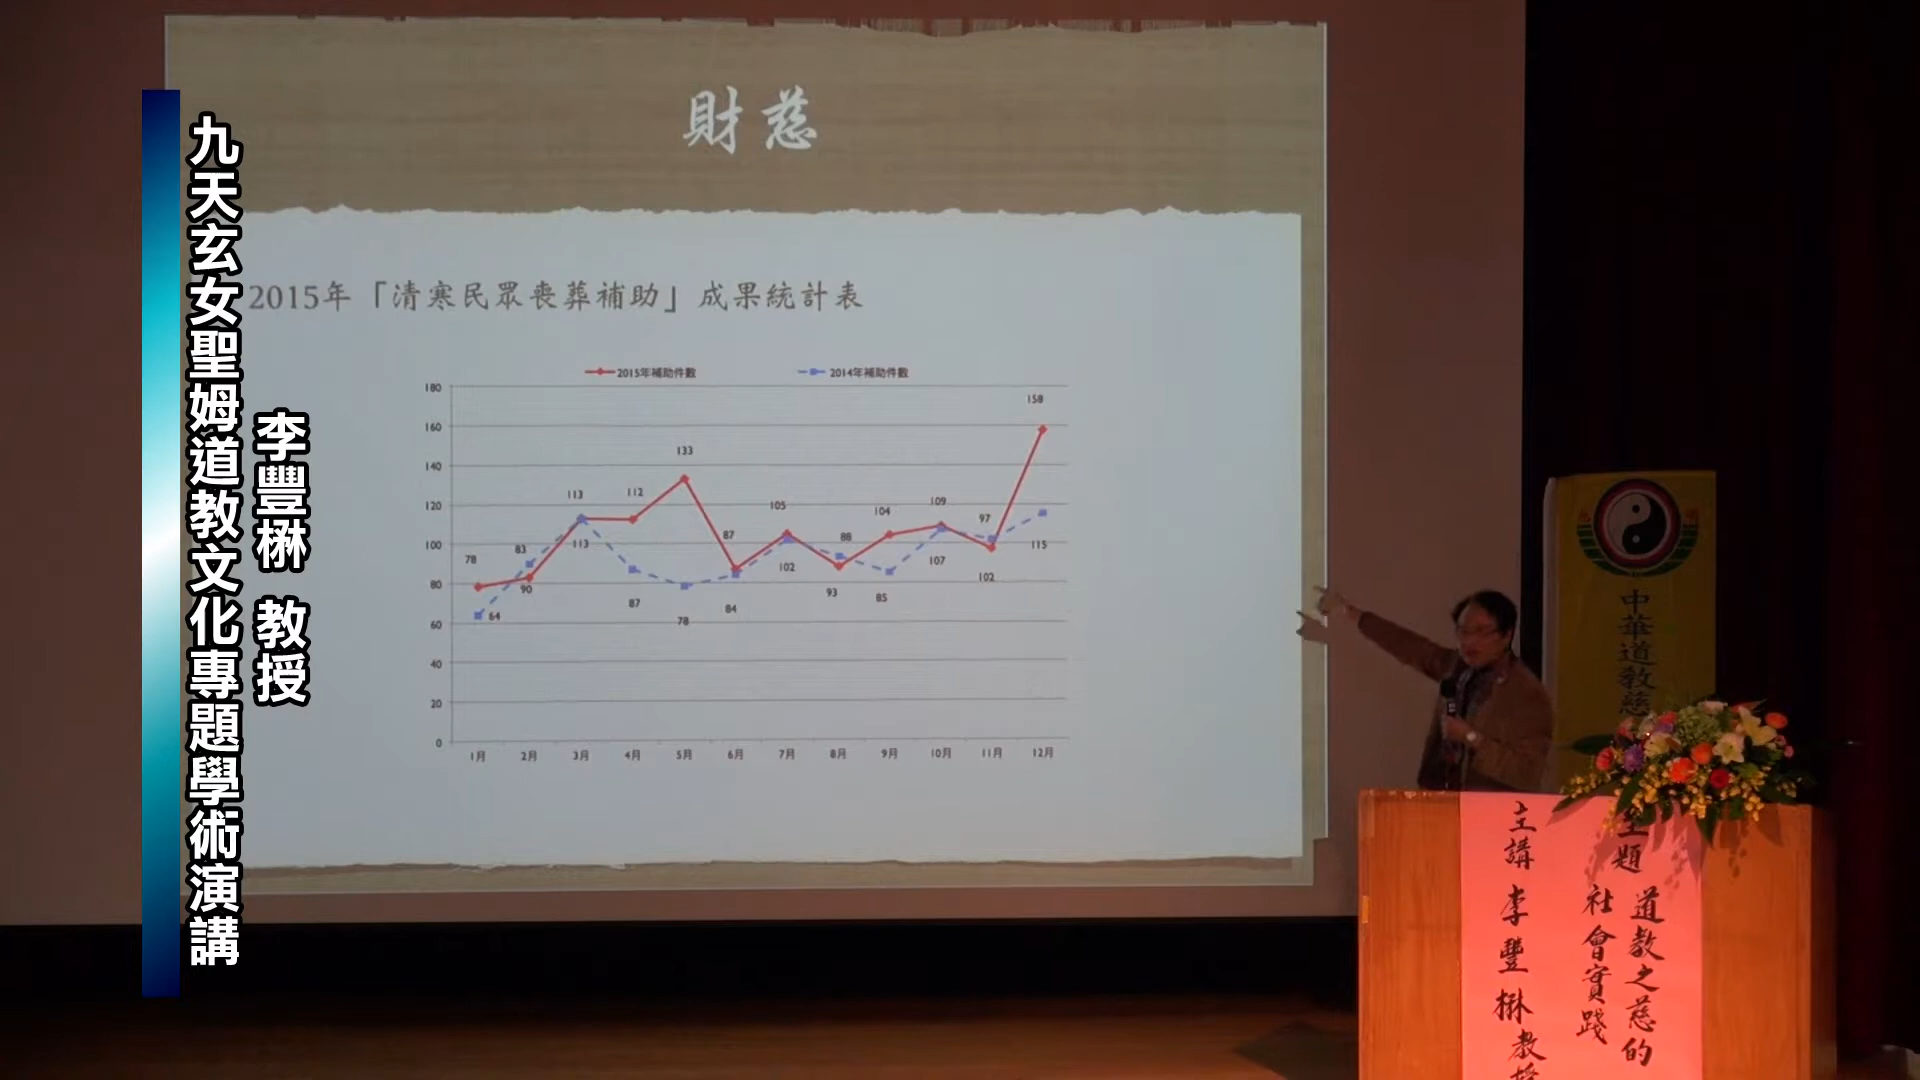 九天玄女聖姆道教文化專題學術演講
李豐楙 教授
財慈
2015年「清寒民眾喪葬補助」成果統計表
2015年補助件數
2014年補助件數
180
160
140
120
100
80
60
40
20
0
78
83
113
112
133
87
105
88
104
109
97
158
64
90
113
87
78
84
102
93
85
107
102
115
1月
2月
3月
4月
5月
6月
7月
8月
9月
10月
11月
12月
中華道教慈
主題
道教之慈的
社會實踐
主講
李豐楙教授